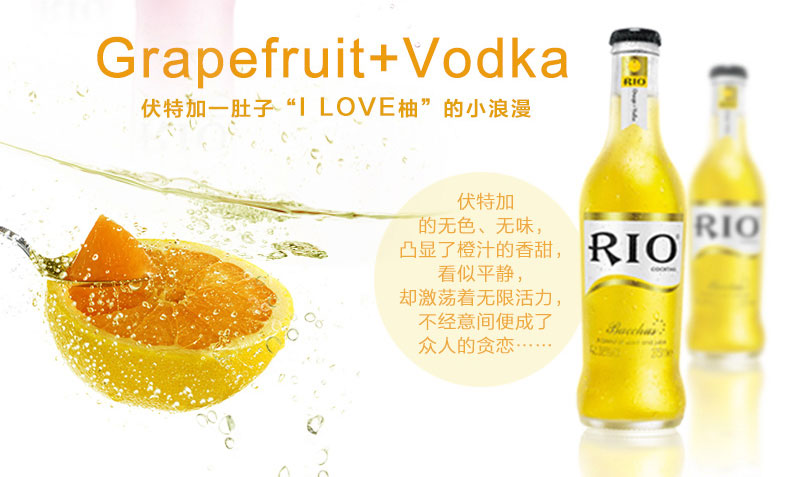 Grapefruit+Vodka
伏特加一肚子“I LOVE柚”的小浪漫
伏特加
的无色、无味，
凸显了橙汁的香甜，
看似平静，
却激荡着无限活力，
不经意间便成了
众人的贪恋……
RIO
RIO
COCKTAIL
Bacchus
RIO